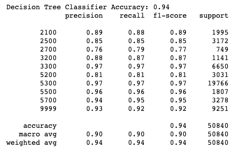 Decision Tree Classifier Accuracy: 0.94
precision recall f1-score support
2100 0.89 0.88 0.89 1995
2500 0.85 0.85 0.85 3172
2700 0.76 0.79 0.77 749
3200 0.88 0.87 0.87 1141
3300 0.97 0.97 0.97 6650
5200 0.81 0.81 0.81 3031
5300 0.97 0.97 0.97 19766
5500 0.96 0.96 0.96 1807
5700 0.94 0.95 0.95 3278
9999 0.93 0.92 0.92 9251
accuracy 0.94 50840
macro avg 0.90 0.90 0.90 50840
weighted avg 0.94 0.94 0.94 50840